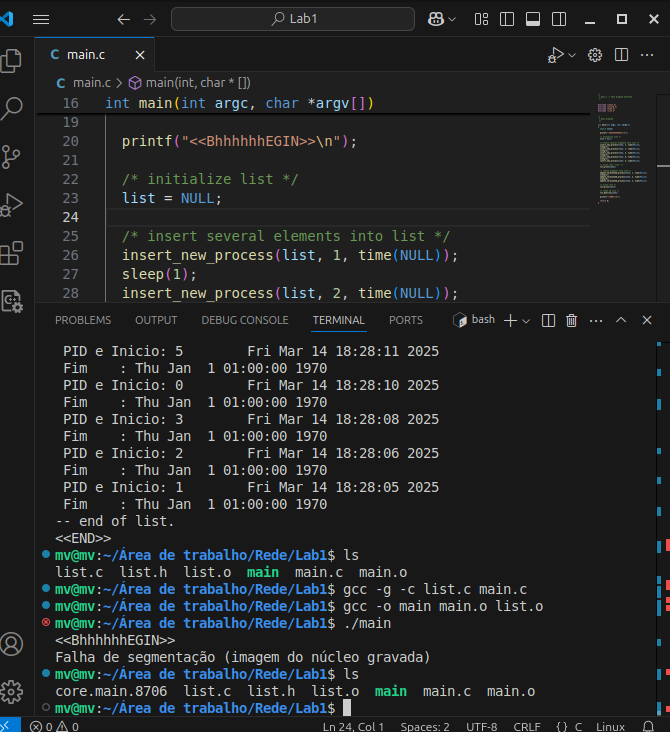 Lab1
main.c
main.c > main(int, char * [])
16 int main(int argc, char *argv[])
19
20 printf("<<BhhhhhhEGIN>>\n");
21
22 /* initialize list */
23 list = NULL;
24
25 /* insert several elements into list */
26 insert_new_process(list, 1, time(NULL));
27 sleep(1);
28 insert_new_process(list, 2, time(NULL));
PROBLEMS OUTPUT DEBUG CONSOLE TERMINAL PORTS bash
PID e Inicio: 5 Fri Mar 14 18:28:11 2025
Fim : Thu Jan 1 01:00:00 1970
PID e Inicio: 0 Fri Mar 14 18:28:10 2025
Fim : Thu Jan 1 01:00:00 1970
PID e Inicio: 3 Fri Mar 14 18:28:08 2025
Fim : Thu Jan 1 01:00:00 1970
PID e Inicio: 2 Fri Mar 14 18:28:06 2025
Fim : Thu Jan 1 01:00:00 1970
PID e Inicio: 1 Fri Mar 14 18:28:05 2025
Fim : Thu Jan 1 01:00:00 1970
-- end of list.
<<END>>
mv@mv:~/Área de trabalho/Rede/Lab1$ ls
list.c list.h list.o main main.c main.o
mv@mv:~/Área de trabalho/Rede/Lab1$ gcc -g -c list.c main.c
mv@mv:~/Área de trabalho/Rede/Lab1$ gcc -o main main.o list.o
mv@mv:~/Área de trabalho/Rede/Lab1$ ./main
<<BhhhhhhEGIN>>
Falha de segmentação (imagem do núcleo gravada)
mv@mv:~/Área de trabalho/Rede/Lab1$ ls
core.main.8706 list.c list.h list.o main main.c main.o
mv@mv:~/Área de trabalho/Rede/Lab1$
0 0 Ln 24, Col 1 Spaces: 2 UTF-8 CRLF {} C Linux